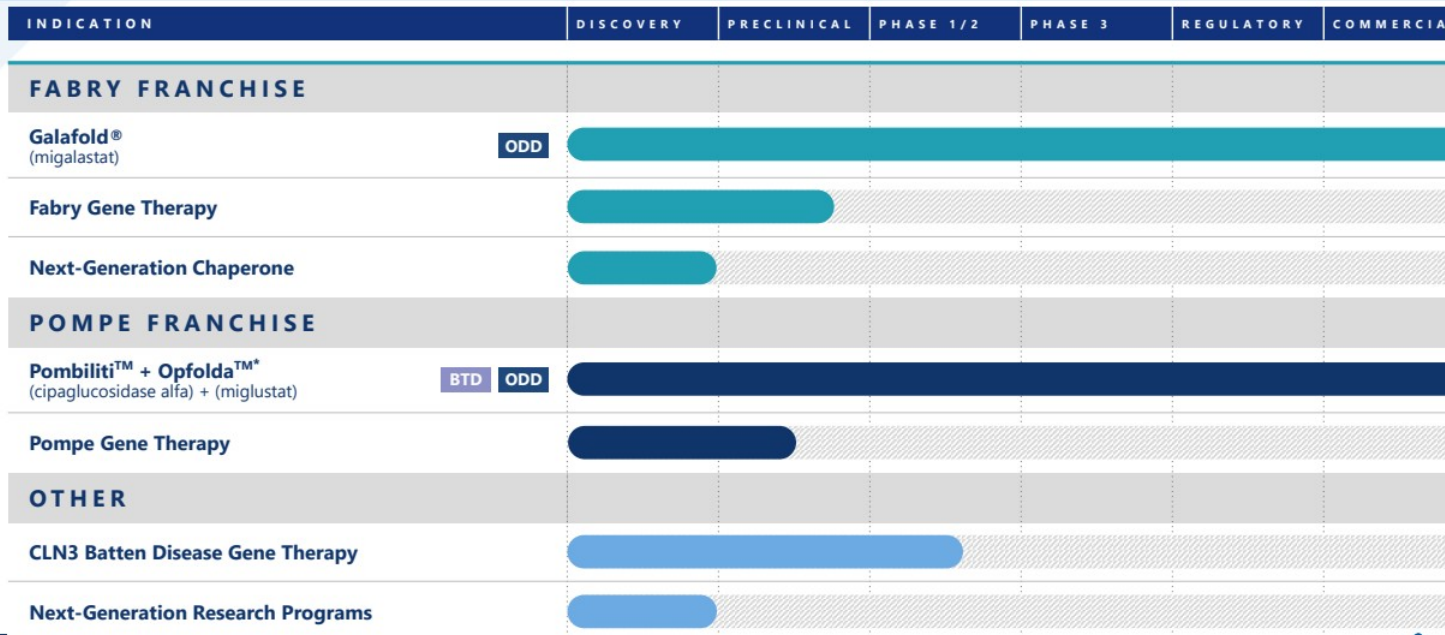 INDICATION DISCOVERY PRECLINICAL PHASE 1/2 PHASE 3 REGULATORY COMMERCIA
FABRY FRANCHISE
Galafold®
(migalastat)
ODD
Fabry Gene Therapy
Next-Generation Chaperone
POMPE FRANCHISE
Pombiliti™ + Opfolda™*
(cipaglucosidase alfa) + (miglustat)
BTD ODD
Pompe Gene Therapy
OTHER
CLN3 Batten Disease Gene Therapy
Next-Generation Research Programs